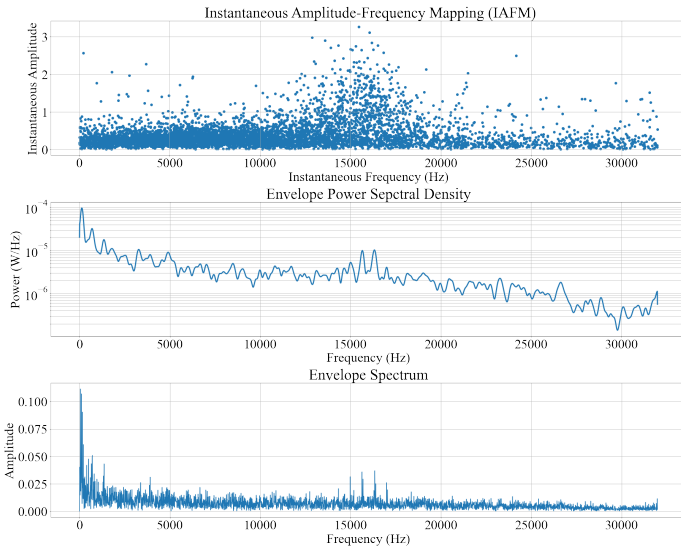 Instantaneous Amplitude-Frequency Mapping (IAFM)
Instantaneous Amplitude
3
2
1
0
0 5000 10000 15000 20000 25000 30000
Instantaneous Frequency (Hz)
Envelope Power Sepctral Density
Power (W/Hz)
10⁻⁴
10⁻⁵
10⁻⁶
0 5000 10000 15000 20000 25000 30000
Frequency (Hz)
Envelope Spectrum
Amplitude
0.100
0.075
0.050
0.025
0.000
0 5000 10000 15000 20000 25000 30000
Frequency (Hz)